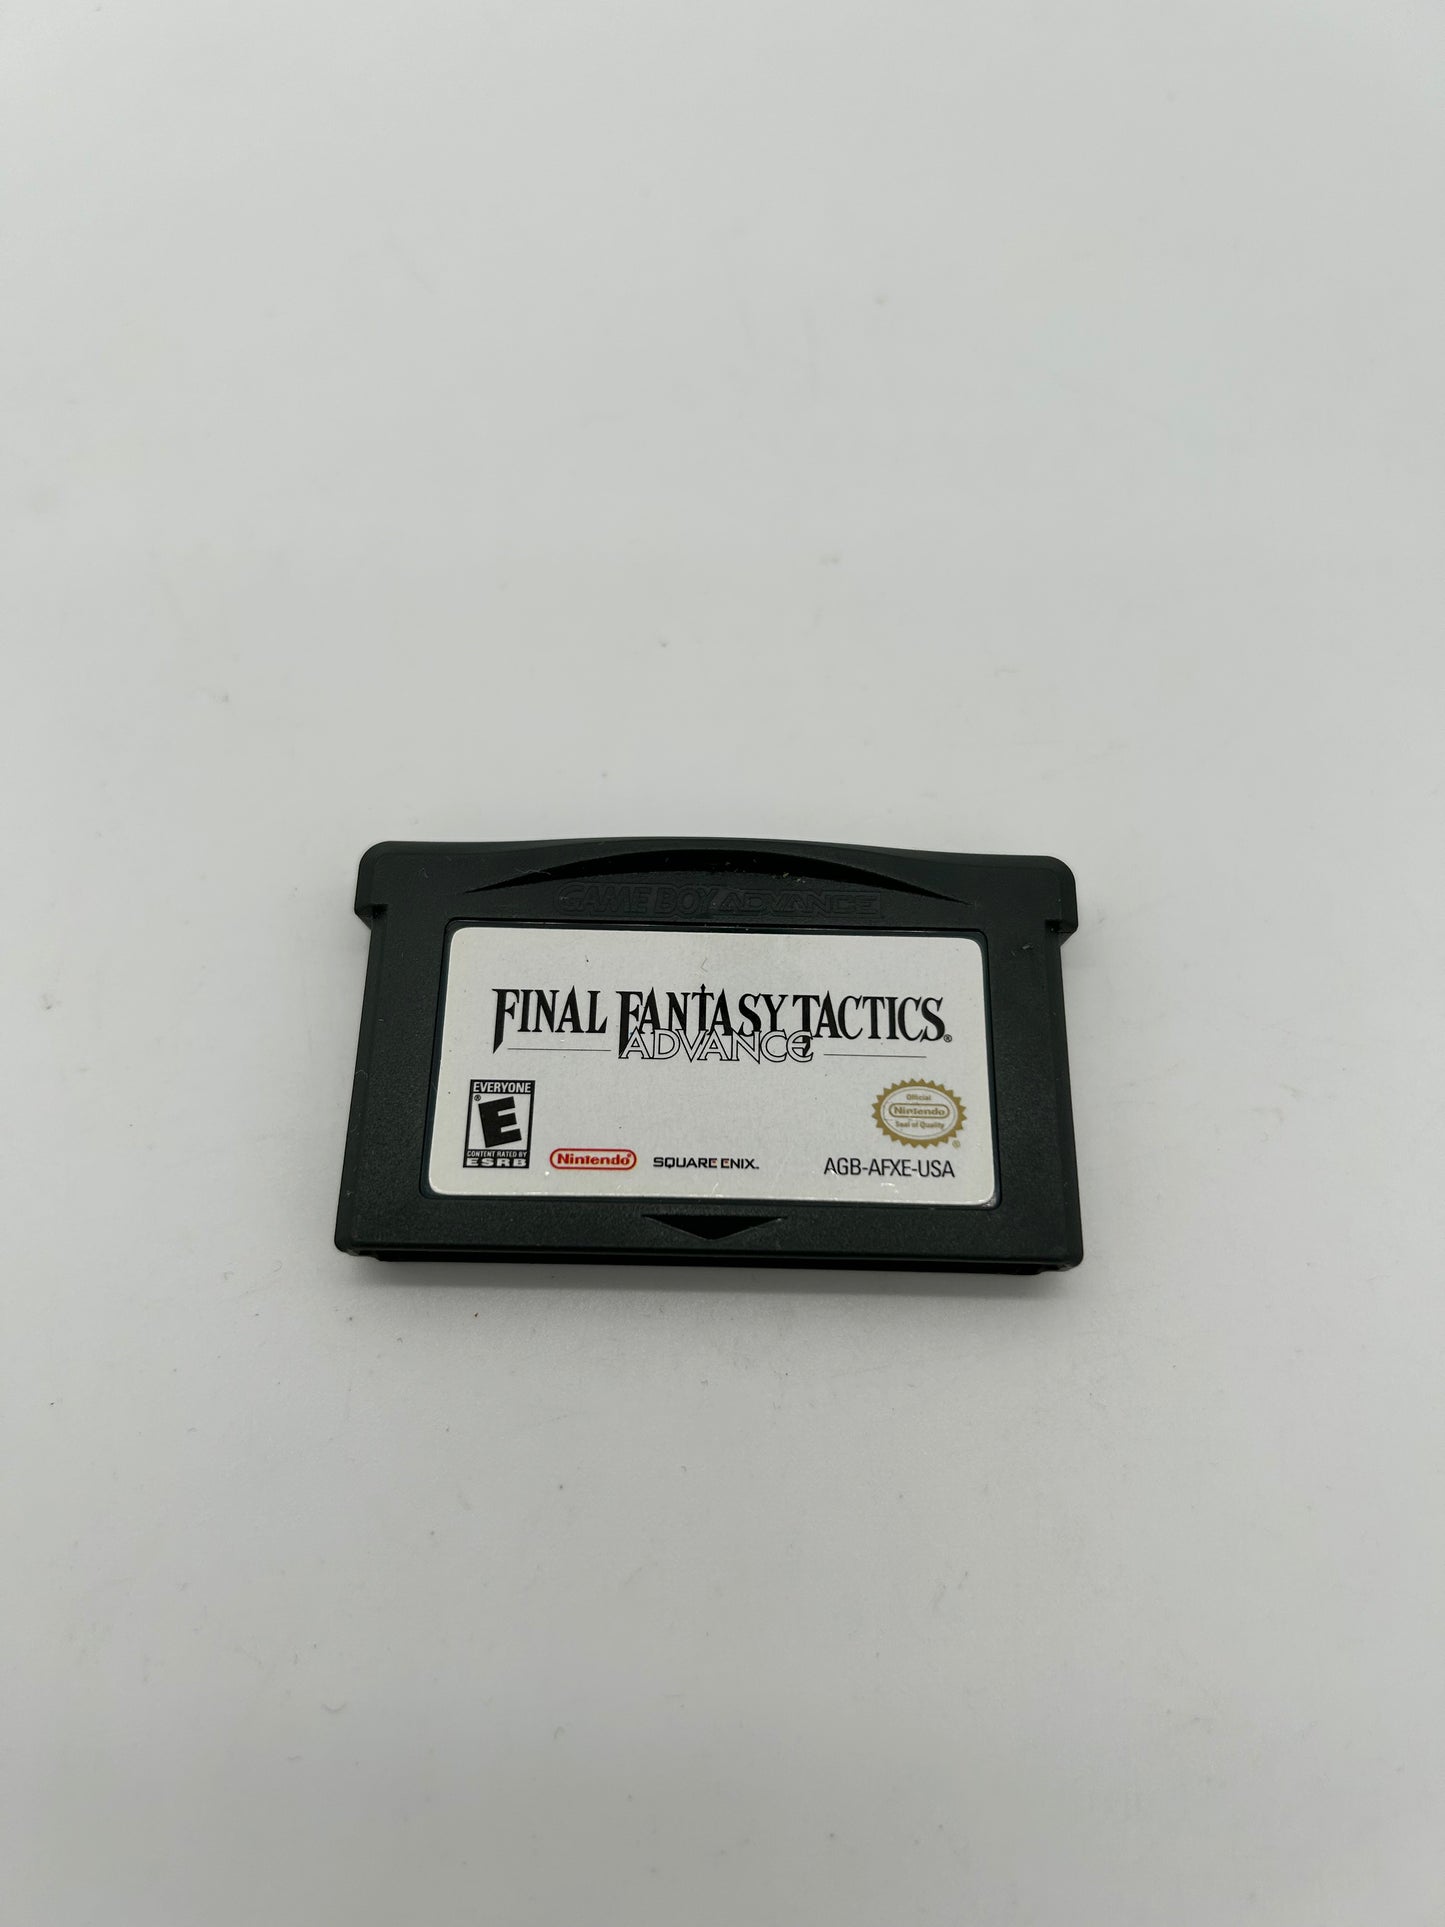 GAME BOY ADVANCE
FINAL FANTASY TACTICS®
ADVANCE
EVERYONE
E®
CONTENT RATED BY
ESRB
Nintendo®
SQUARE ENIX™
Official
Nintendo
Seal of Quality
®
AGB-AFXE-USA